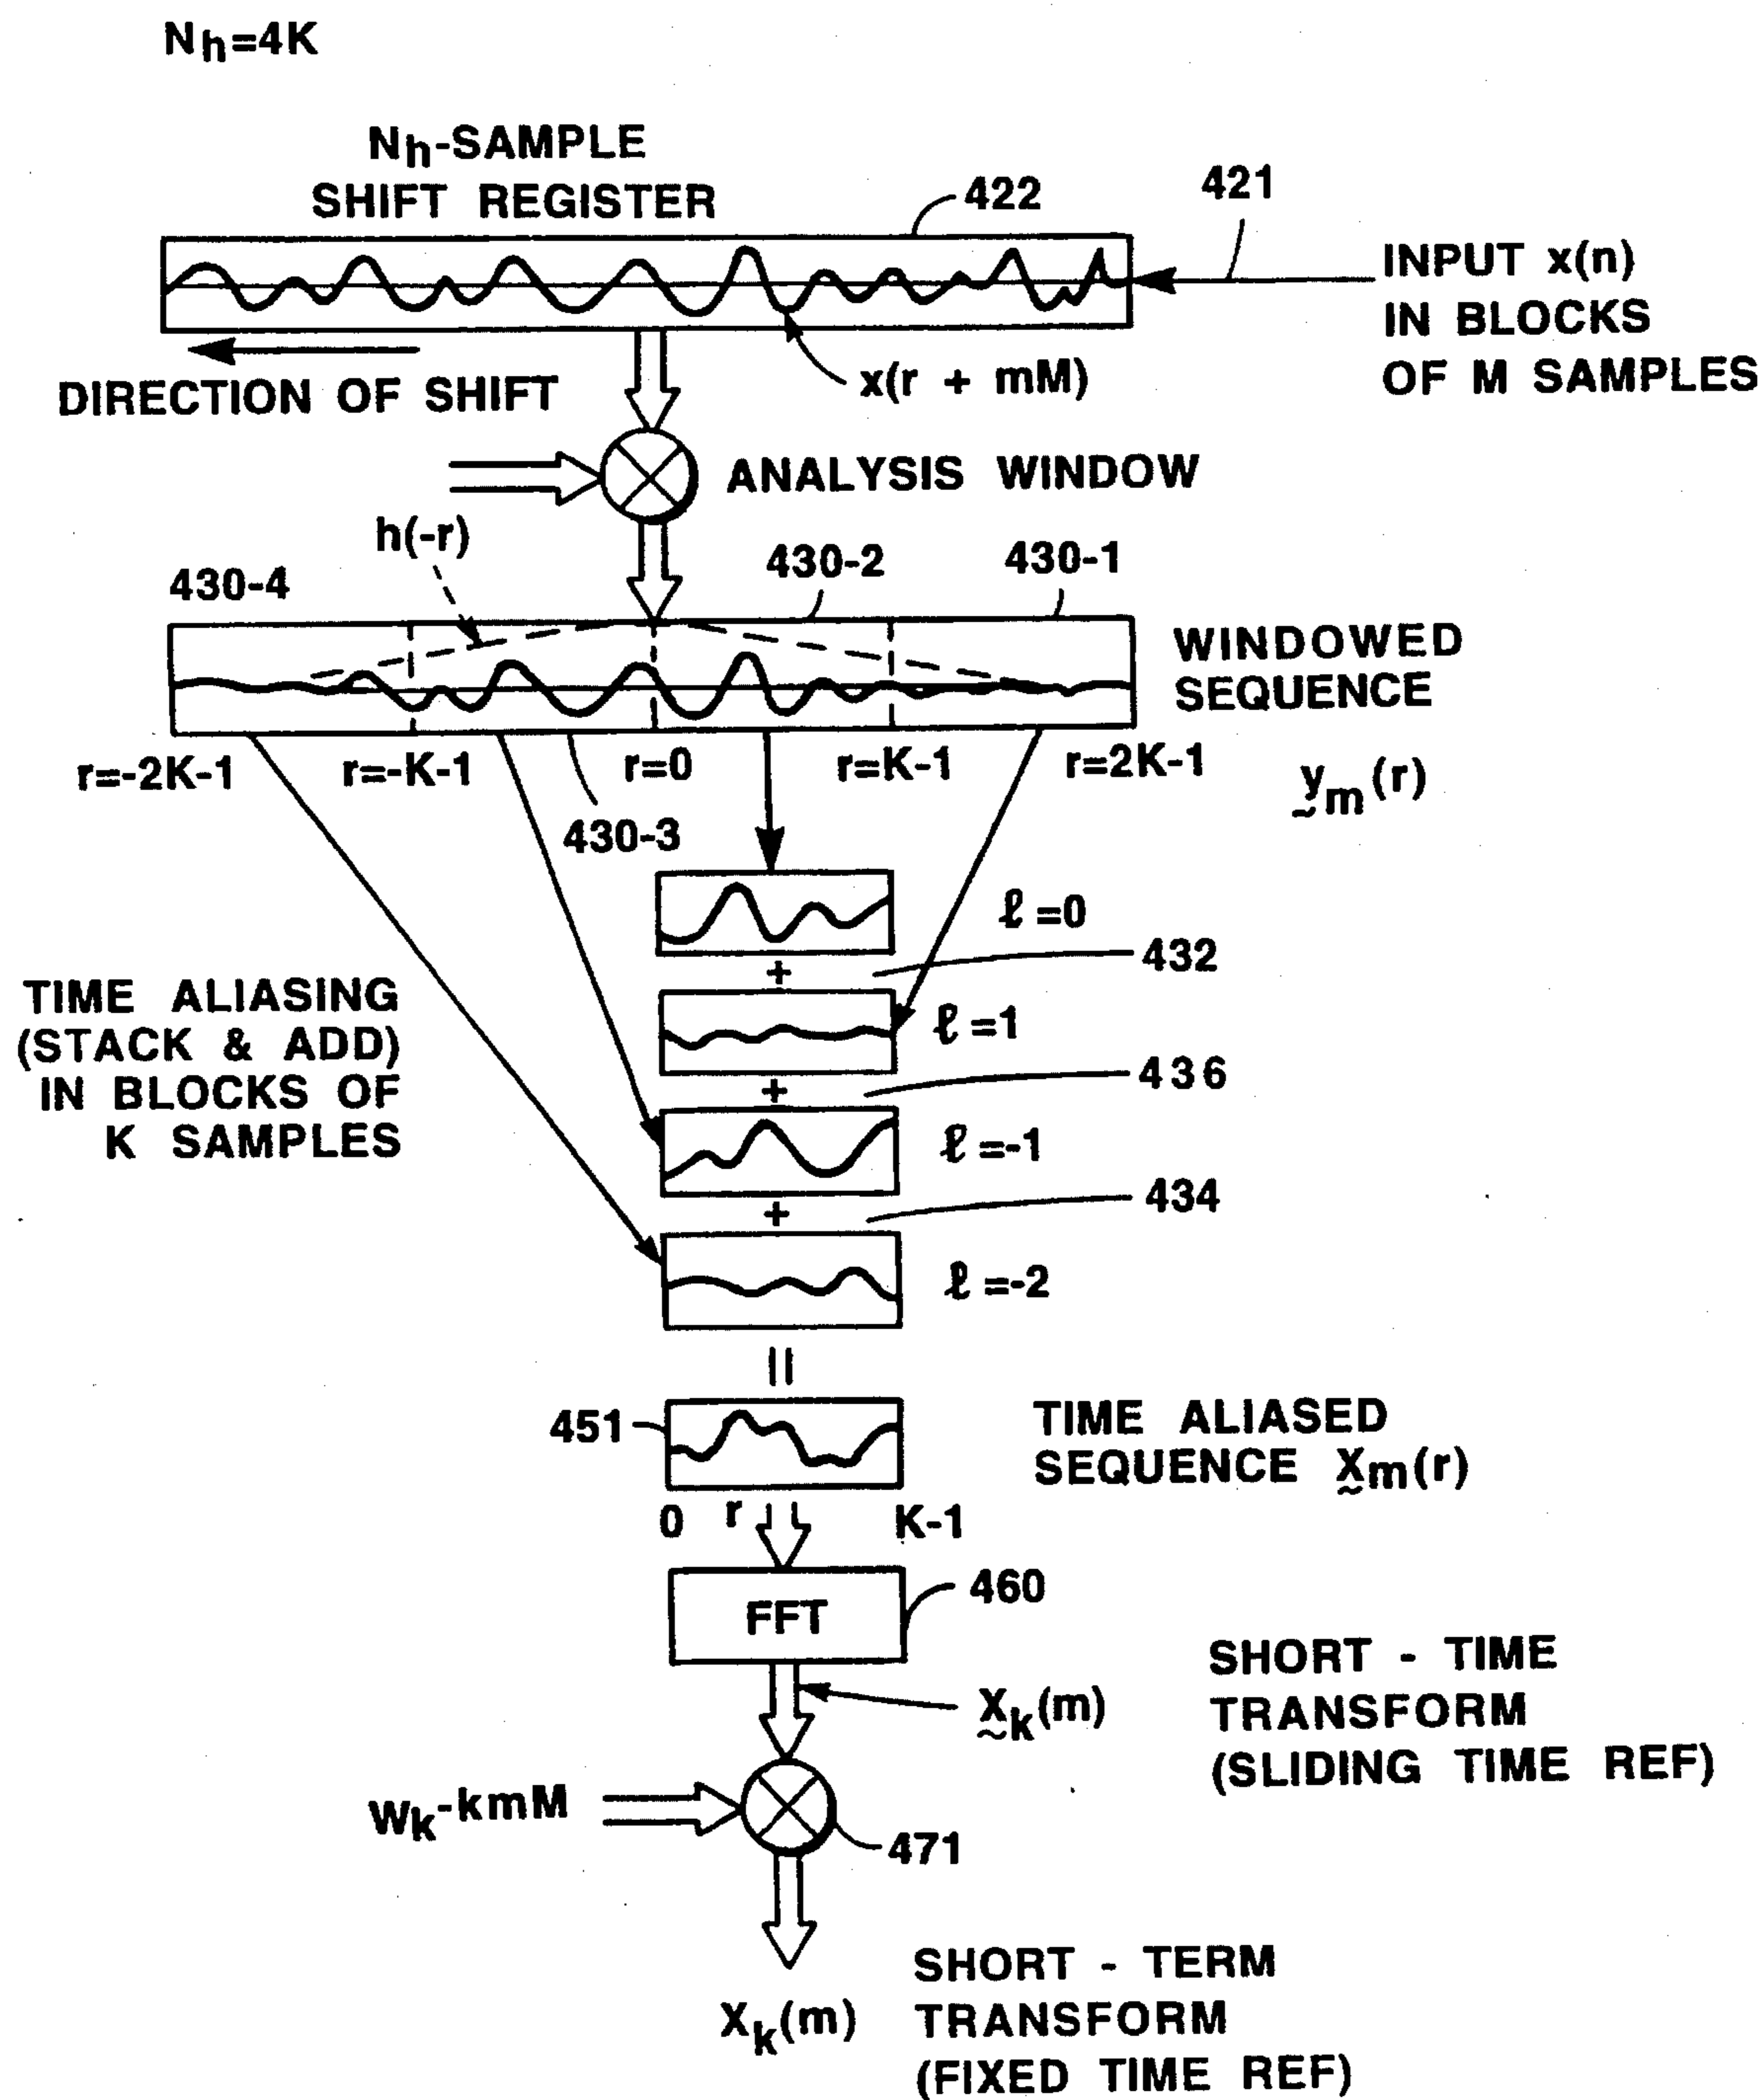 Nh=4K
Nh-SAMPLE
SHIFT REGISTER
422
421
INPUT x(n)
IN BLOCKS
OF M SAMPLES
DIRECTION OF SHIFT
x(r + mM)
ANALYSIS WINDOW
h(-r)
430-4
430-2
430-1
WINDOWED
SEQUENCE
r=-2K-1
r=-K-1
r=0
r=K-1
r=2K-1
y̰m(r)
430-3
ℓ=0
+
432
TIME ALIASING
(STACK & ADD)
IN BLOCKS OF
K SAMPLES
ℓ=1
+
436
ℓ=-1
+
434
ℓ=-2
=
451
TIME ALIASED
SEQUENCE X̰m(r)
0
r
K-1
FFT
460
X̰k(m)
SHORT - TIME
TRANSFORM
(SLIDING TIME REF)
Wk-kmM
471
Xk(m)
SHORT - TERM
TRANSFORM
(FIXED TIME REF)